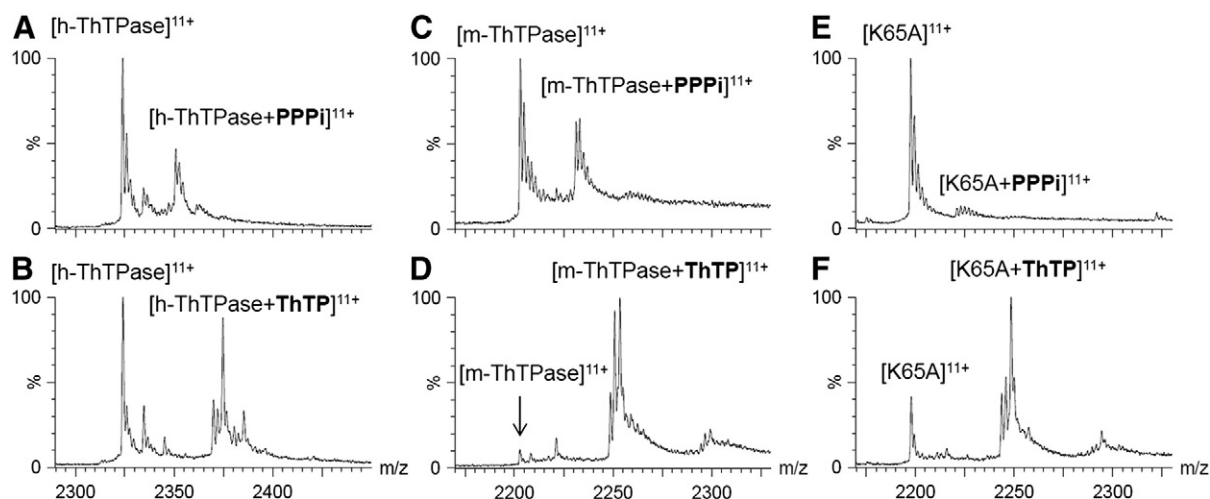 A
[h-ThTPase]¹¹⁺
100
%
0
[h-ThTPase+PPPi]¹¹⁺
B
[h-ThTPase]¹¹⁺
100
%
0
[h-ThTPase+ThTP]¹¹⁺
2300 2350 2400 m/z
C
[m-ThTPase]¹¹⁺
100
%
0
[m-ThTPase+PPPi]¹¹⁺
D
[m-ThTPase+ThTP]¹¹⁺
100
%
0
[m-ThTPase]¹¹⁺
2200 2250 2300 m/z
E
[K65A]¹¹⁺
100
%
0
[K65A+PPPi]¹¹⁺
F
[K65A+ThTP]¹¹⁺
100
%
0
[K65A]¹¹⁺
2200 2250 2300 m/z